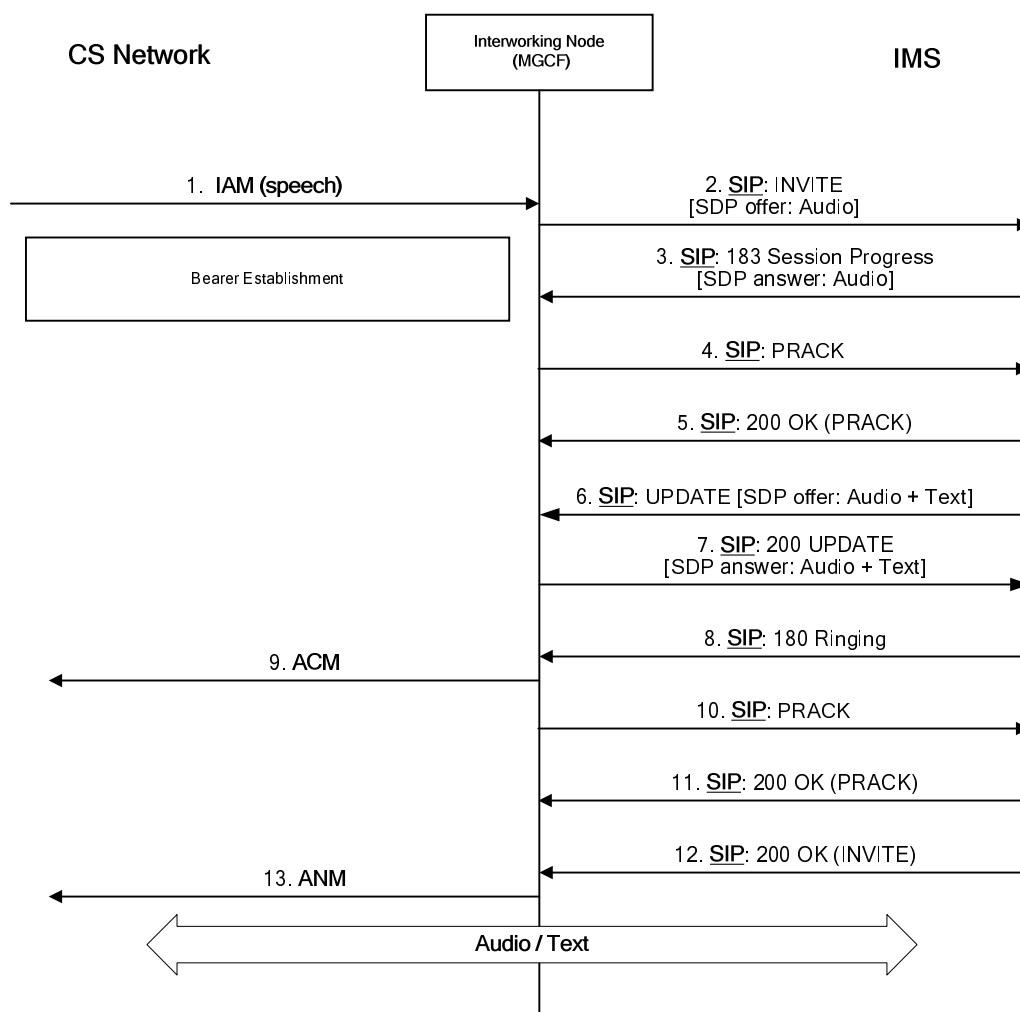 CS Network
Interworking Node
(MGCF)
IMS
1. IAM (speech)
2. SIP: INVITE
[SDP offer: Audio]
Bearer Establishment
3. SIP: 183 Session Progress
[SDP answer: Audio]
4. SIP: PRACK
5. SIP: 200 OK (PRACK)
6. SIP: UPDATE [SDP offer: Audio + Text]
7. SIP: 200 UPDATE
[SDP answer: Audio + Text]
8. SIP: 180 Ringing
9. ACM
10. SIP: PRACK
11. SIP: 200 OK (PRACK)
12. SIP: 200 OK (INVITE)
13. ANM
Audio / Text